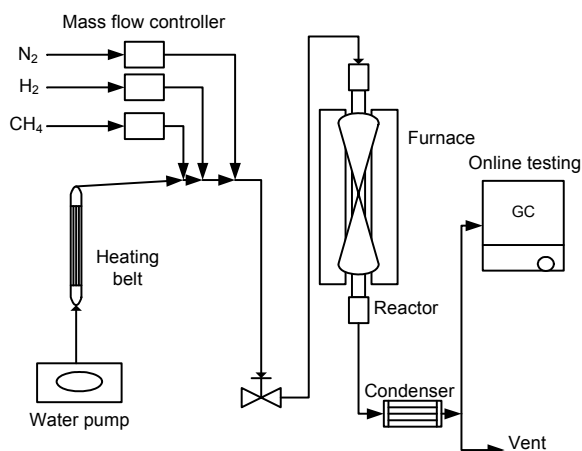 Mass flow controller
N₂
H₂
CH₄
Furnace
Online testing
GC
Heating
belt
Reactor
Condenser
Water pump
Vent